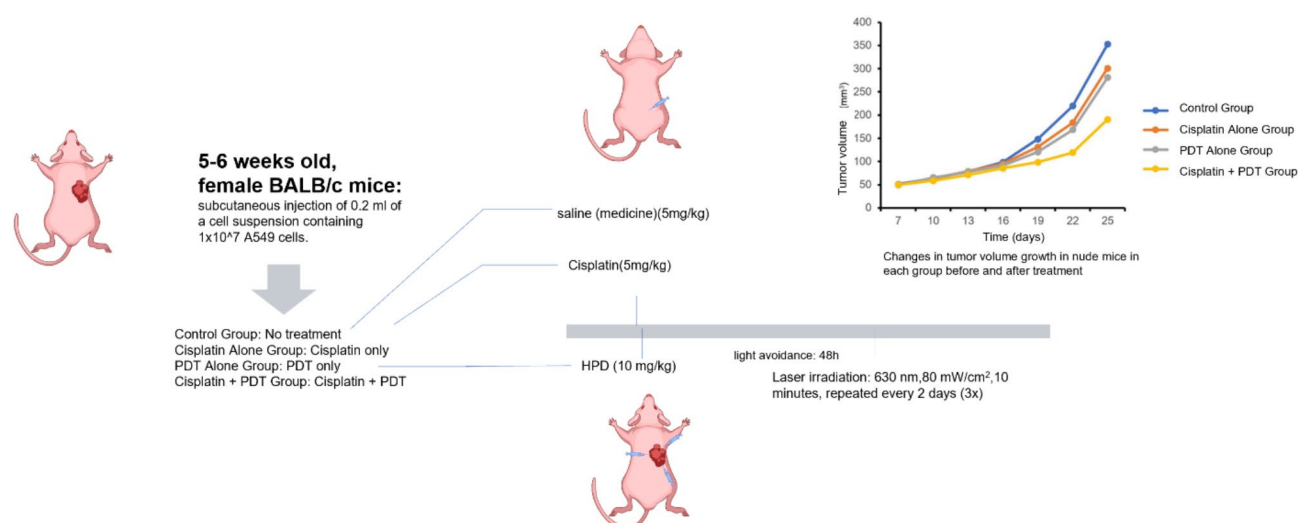 5-6 weeks old,
female BALB/c mice:
subcutaneous injection of 0.2 ml of
a cell suspension containing
1x10^7 A549 cells.
Control Group: No treatment
Cisplatin Alone Group: Cisplatin only
PDT Alone Group: PDT only
Cisplatin + PDT Group: Cisplatin + PDT
saline (medicine)(5mg/kg)
Cisplatin(5mg/kg)
HPD (10 mg/kg)
light avoidance: 48h
Laser irradiation: 630 nm,80 mW/cm²,10
minutes, repeated every 2 days (3x)
Tumor volume (mm³)
400
350
300
250
200
150
100
50
0
7 10 13 16 19 22 25
Time (days)
Control Group
Cisplatin Alone Group
PDT Alone Group
Cisplatin + PDT Group
Changes in tumor volume growth in nude mice in
each group before and after treatment